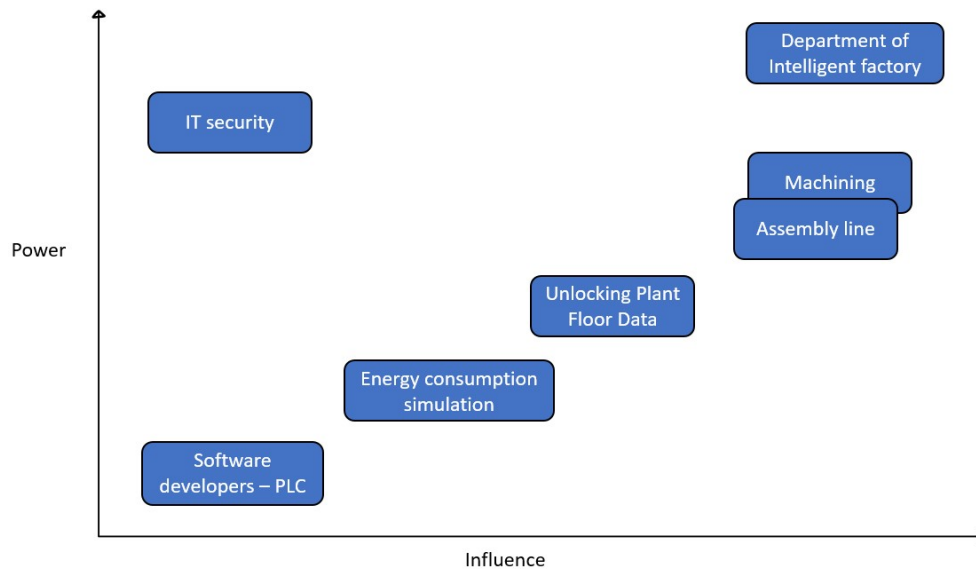 Department of
Intelligent factory
IT security
Machining
Assembly line
Power
Unlocking Plant
Floor Data
Energy consumption
simulation
Software
developers – PLC
Influence